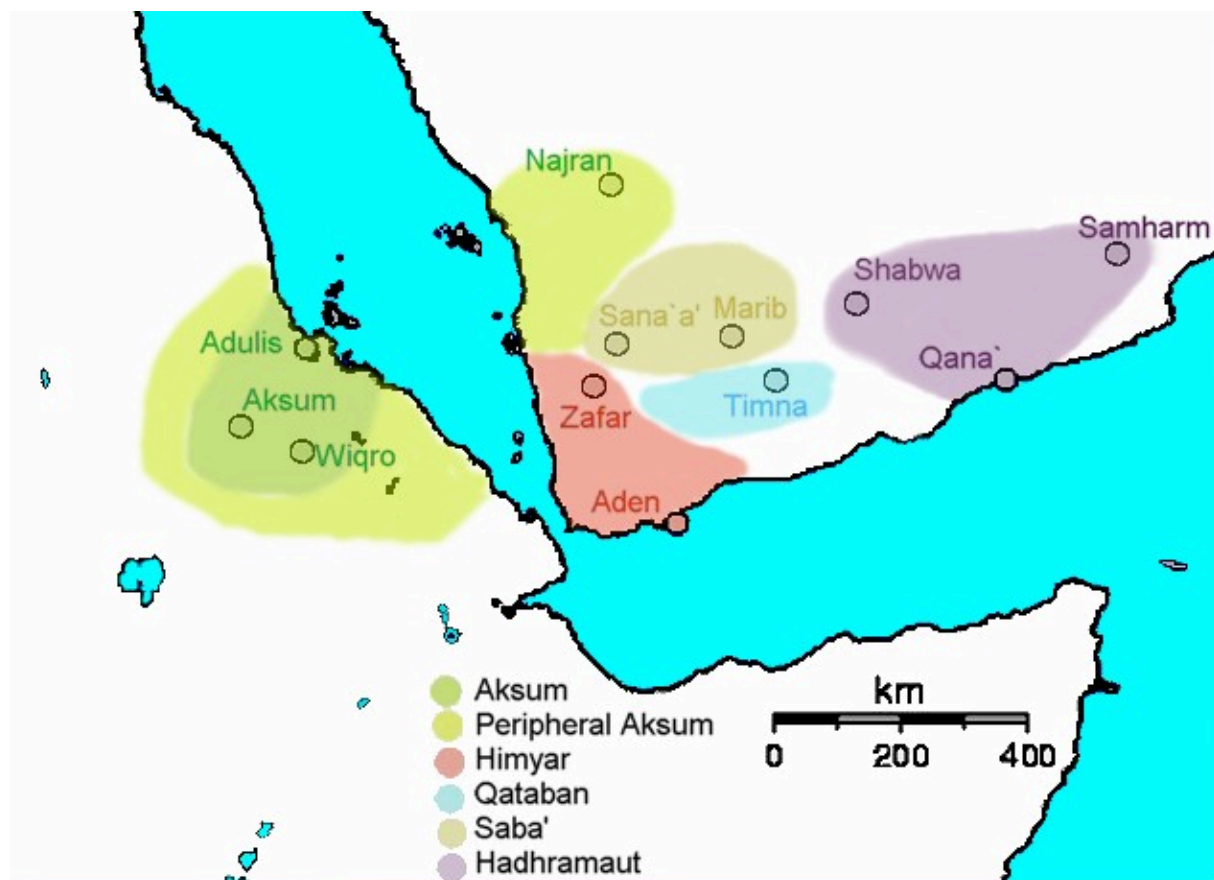 Najran
Samharm
Shabwa
Sana`a'
Marib
Adulis
Qana`
Aksum
Timna
Zafar
Wiqro
Aden
Aksum
Peripheral Aksum
Himyar
Qataban
Saba'
Hadhramaut
km
0 200 400